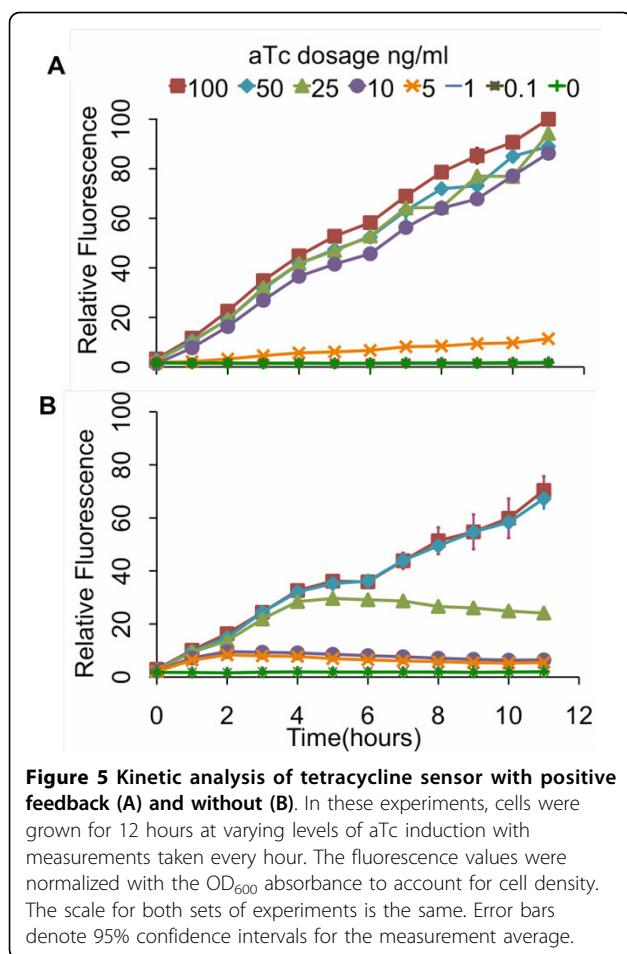 A
aTc dosage ng/ml
100 50 25 10 5 1 0.1 0
Relative Fluorescence
100
80
60
40
20
0
B
Relative Fluorescence
100
80
60
40
20
0
0 2 4 6 8 10 12
Time(hours)
Figure 5 Kinetic analysis of tetracycline sensor with positive
feedback (A) and without (B). In these experiments, cells were
grown for 12 hours at varying levels of aTc induction with
measurements taken every hour. The fluorescence values were
normalized with the OD600 absorbance to account for cell density.
The scale for both sets of experiments is the same. Error bars
denote 95% confidence intervals for the measurement average.